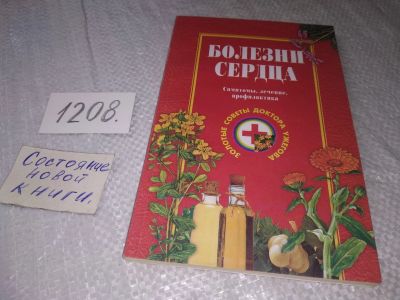 БОЛЕЗНИ
СЕРДЦА
Симптомы, лечение,
профилактика
ЗОЛОТЫЕ СОВЕТЫ ДОКТОРА УЖЕГОВА
1208.
Состояние
новой
книги.